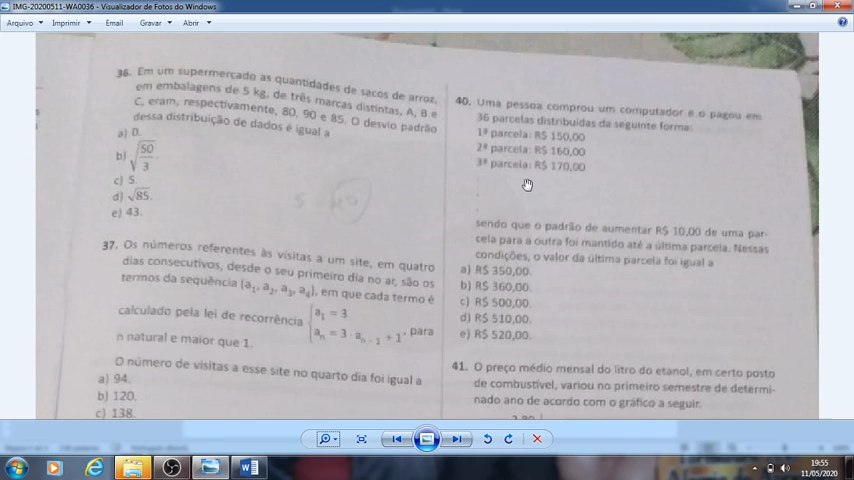 IMG-20200511-WA0036 - Visualizador de Fotos do Windows
Arquivo Imprimir Email Gravar Abrir
36. Em um supermercado as quantidades de sacos de arroz,
em embalagens de 5 kg, de três marcas distintas, A, B e
C, eram, respectivamente, 80, 90 e 85. O desvio padrão
dessa distribuição de dados é igual a
a) 0.
b) √50/3.
c) 5.
d) √85.
e) 43.
37. Os números referentes às visitas a um site, em quatro
dias consecutivos, desde o seu primeiro dia no ar, são os
termos da sequência (a₁, a₂, a₃, a₄), em que cada termo é
calculado pela lei de recorrência { a₁ = 3
aₙ = 3 · aₙ₋₁ + 1' para
n natural e maior que 1.
O número de visitas a esse site no quarto dia foi igual a
a) 94.
b) 120.
c) 138.
40. Uma pessoa comprou um computador e o pagou em
36 parcelas distribuídas da seguinte forma:
1ª parcela: R$ 150,00
2ª parcela: R$ 160,00
3ª parcela: R$ 170,00
.
.
.
sendo que o padrão de aumentar R$ 10,00 de uma par-
cela para a outra foi mantido até a última parcela. Nessas
condições, o valor da última parcela foi igual a
a) R$ 350,00.
b) R$ 360,00.
c) R$ 500,00.
d) R$ 510,00.
e) R$ 520,00.
41. O preço médio mensal do litro do etanol, em certo posto
de combustível, variou no primeiro semestre de determi-
nado ano de acordo com o gráfico a seguir.
19:55
11/05/2020